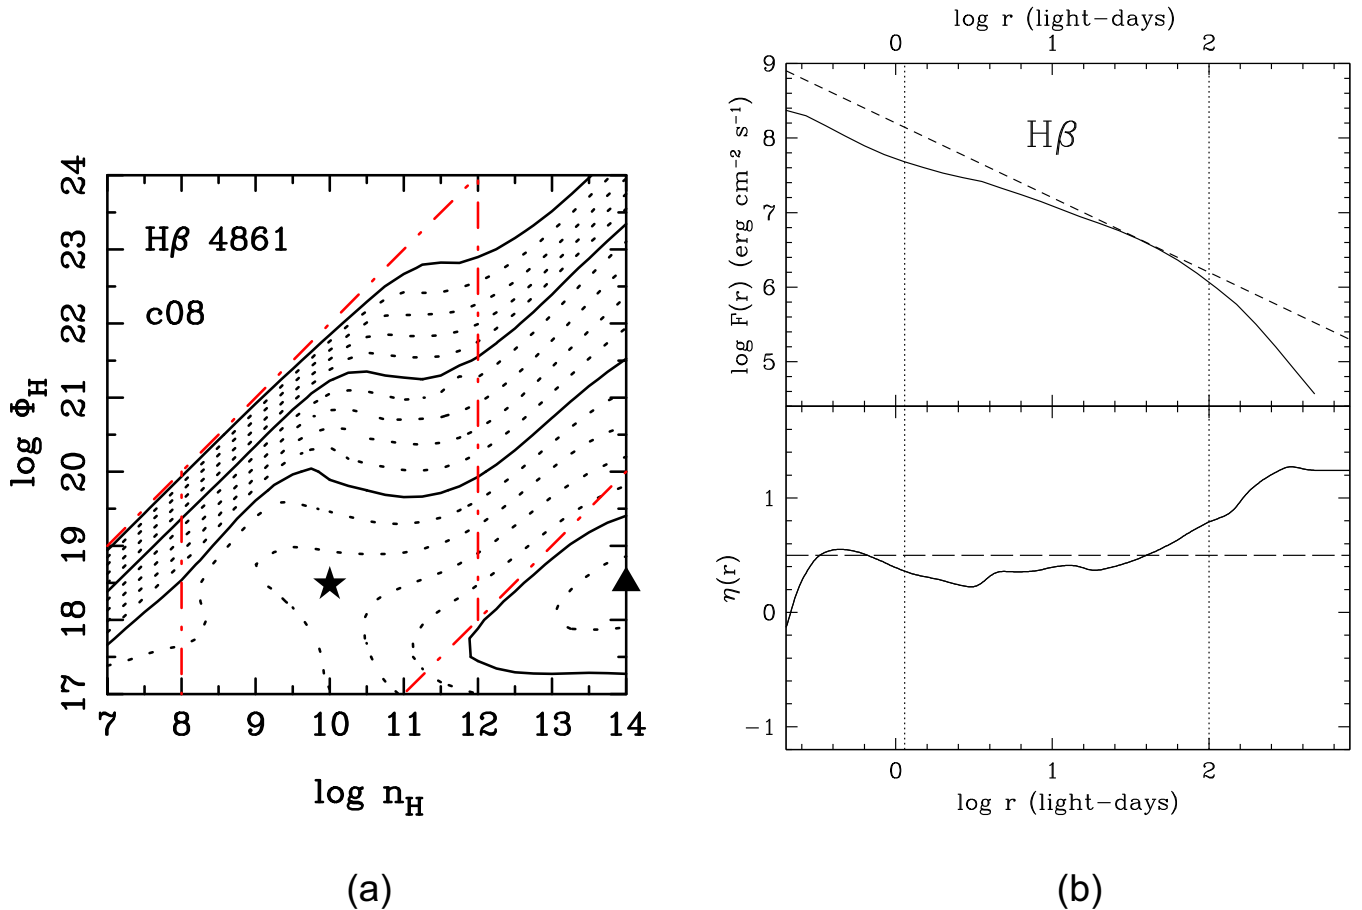 Hβ 4861
c08
log Φ_H
24
23
22
21
20
19
18
17
7 8 9 10 11 12 13 14
log n_H
(a)
log r (light−days)
0 1 2
Hβ
log F(r) (erg cm⁻² s⁻¹)
9
8
7
6
5
η(r)
1
0
−1
0 1 2
log r (light−days)
(b)